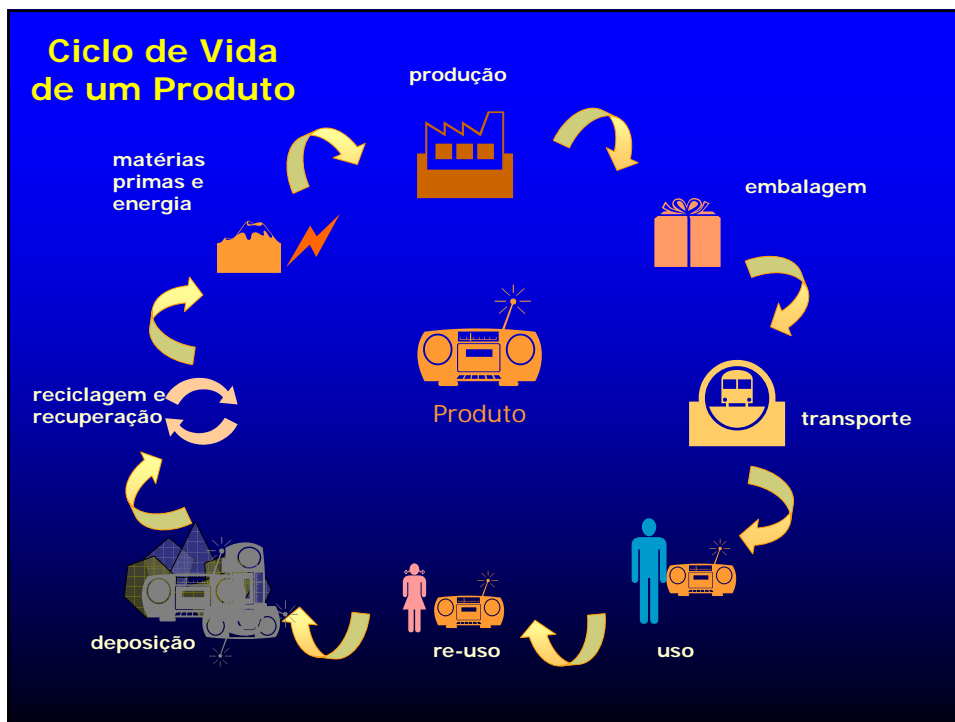 Ciclo de Vida
de um Produto
produção
matérias
primas e
energia
embalagem
Produto
reciclagem e
recuperação
transporte
deposição
re-uso
uso